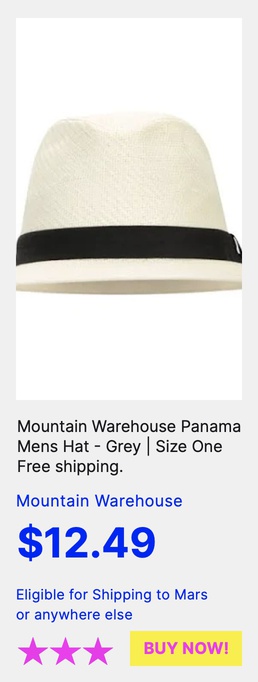 Mountain Warehouse Panama
Mens Hat - Grey | Size One
Free shipping.
Mountain Warehouse
$12.49
Eligible for Shipping to Mars
or anywhere else
BUY NOW!